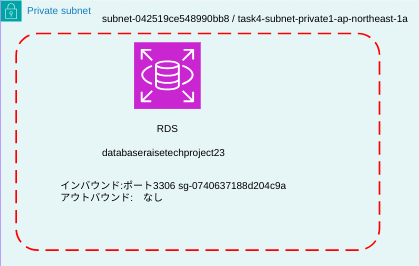 Private subnet
subnet-042519ce548990bb8 / task4-subnet-private1-ap-northeast-1a
RDS
databaseraisetechproject23
インバウンド:ポート3306 sg-0740637188d204c9a
アウトバウンド:　なし